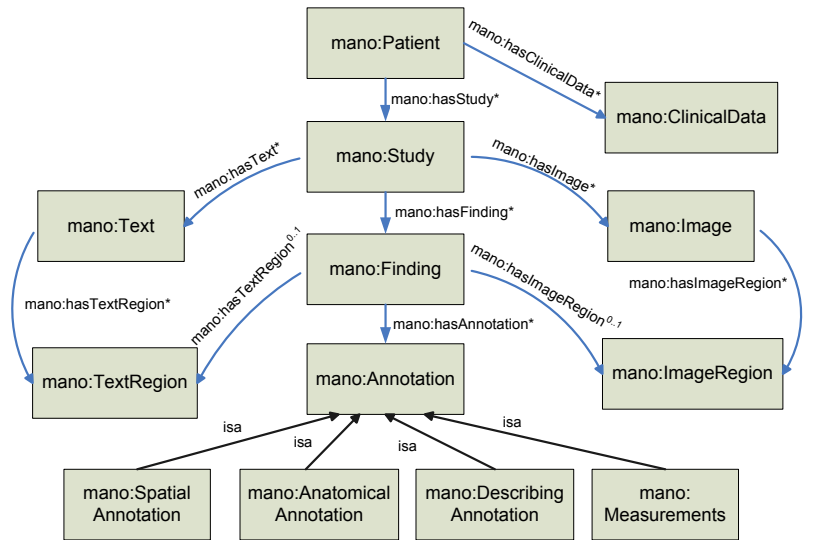 mano:Patient
mano:hasClinicalData*
mano:hasStudy*
mano:ClinicalData
mano:Study
mano:hasText*
mano:hasImage*
mano:Text
mano:hasFinding*
mano:Image
mano:hasTextRegion*
mano:hasTextRegion0..1
mano:Finding
mano:hasImageRegion0..1
mano:hasImageRegion*
mano:hasAnnotation*
mano:TextRegion
mano:Annotation
mano:ImageRegion
isa
isa
isa
isa
mano:Spatial
Annotation
mano:Anatomical
Annotation
mano:Describing
Annotation
mano:
Measurements